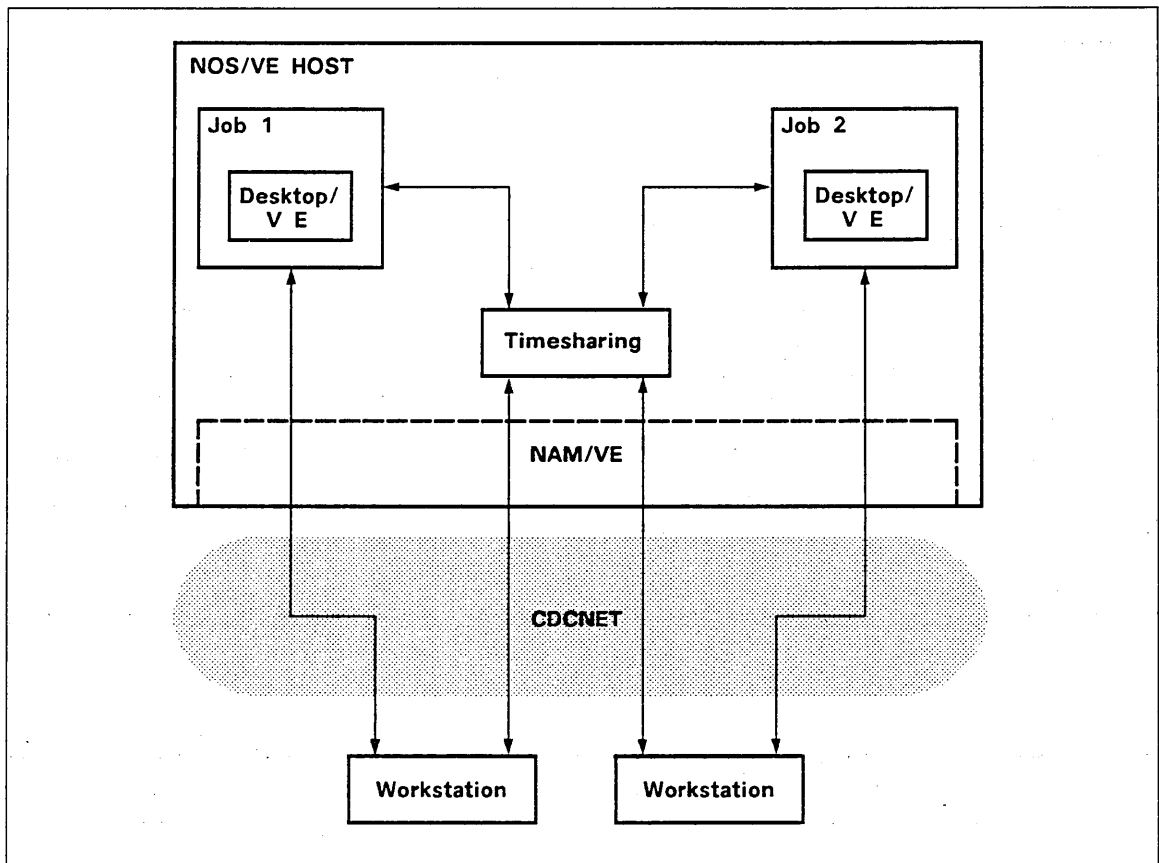 NOS/VE HOST
Job 1
Desktop/
V E
Job 2
Desktop/
V E
Timesharing
NAM/VE
CDCNET
Workstation
Workstation